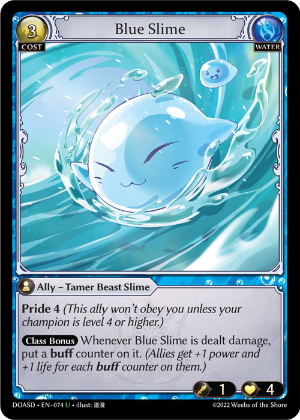 3
COST
Blue Slime
WATER
Ally – Tamer Beast Slime
Pride 4 (This ally won't obey you unless your
champion is level 4 or higher.)
Class Bonus Whenever Blue Slime is dealt damage,
put a buff counter on it. (Allies get +1 power and
+1 life for each buff counter on them.)
1
4
DOASD – EN-074 U • illust:
©2022 Weebs of the Shore